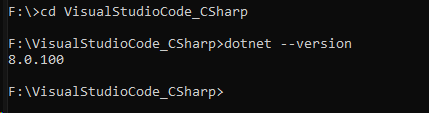 F:\>cd VisualStudioCode_CSharp
F:\VisualStudioCode_CSharp>dotnet --version
8.0.100
F:\VisualStudioCode_CSharp>